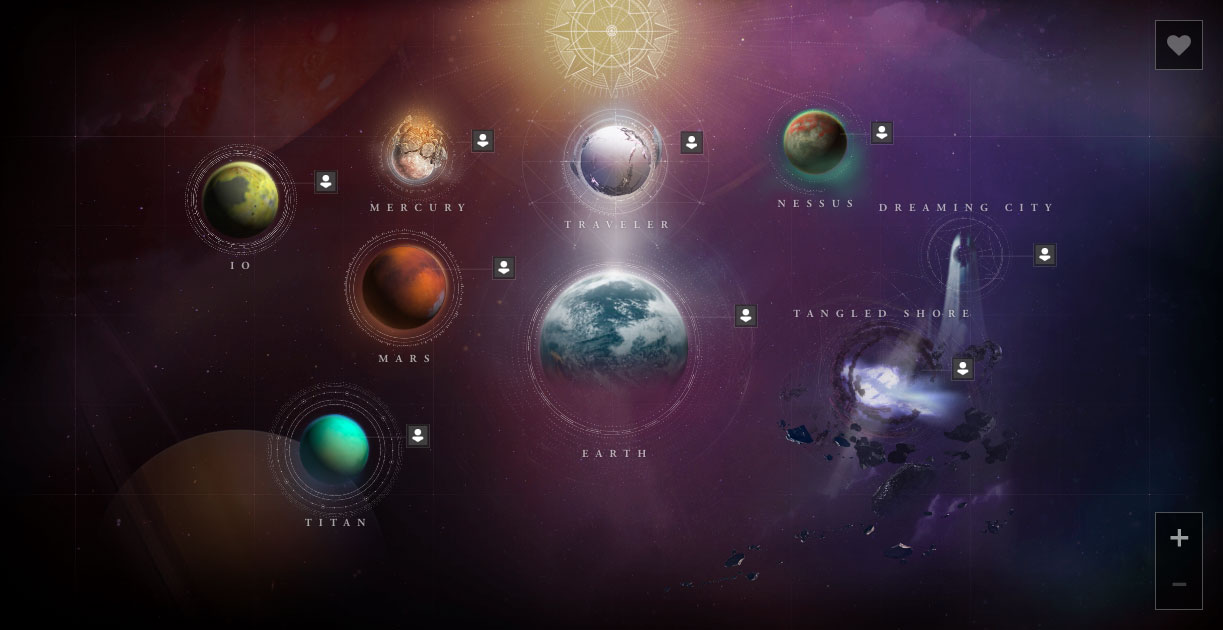 MERCURY
TRAVELER
NESSUS
DREAMING CITY
IO
TANGLED SHORE
MARS
EARTH
TITAN